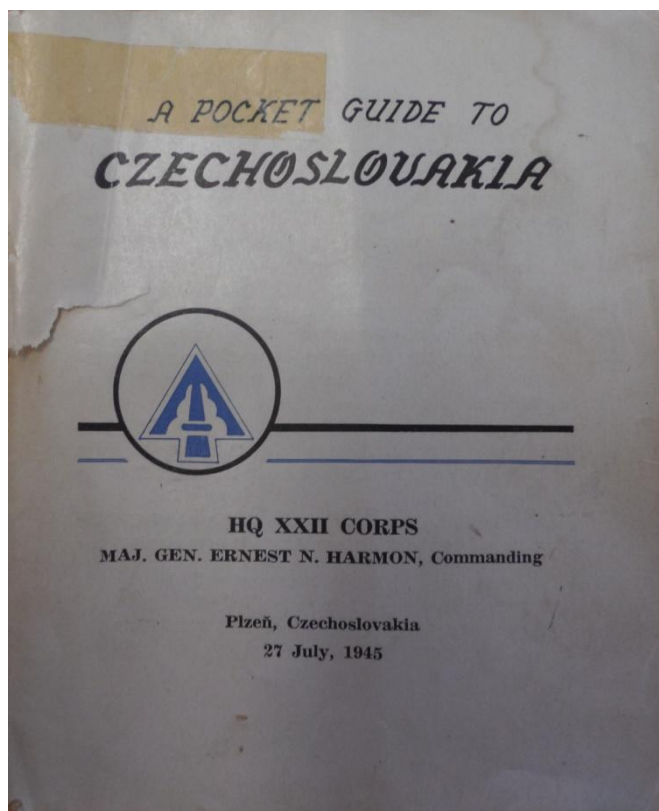 A POCKET GUIDE TO
CZECHOSLOVAKIA
HQ XXII CORPS
MAJ. GEN. ERNEST N. HARMON, Commanding
Plzeň, Czechoslovakia
27 July, 1945